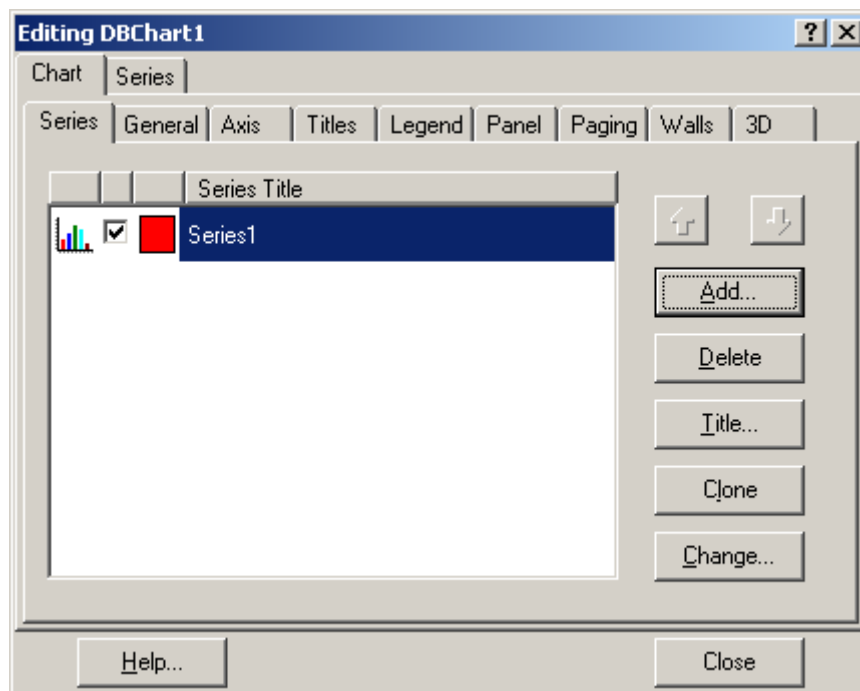 Editing DBChart1
Chart Series
Series General Axis Titles Legend Panel Paging Walls 3D
Series Title
Series1
Add...
Delete
Title...
Clone
Change...
Help... Close